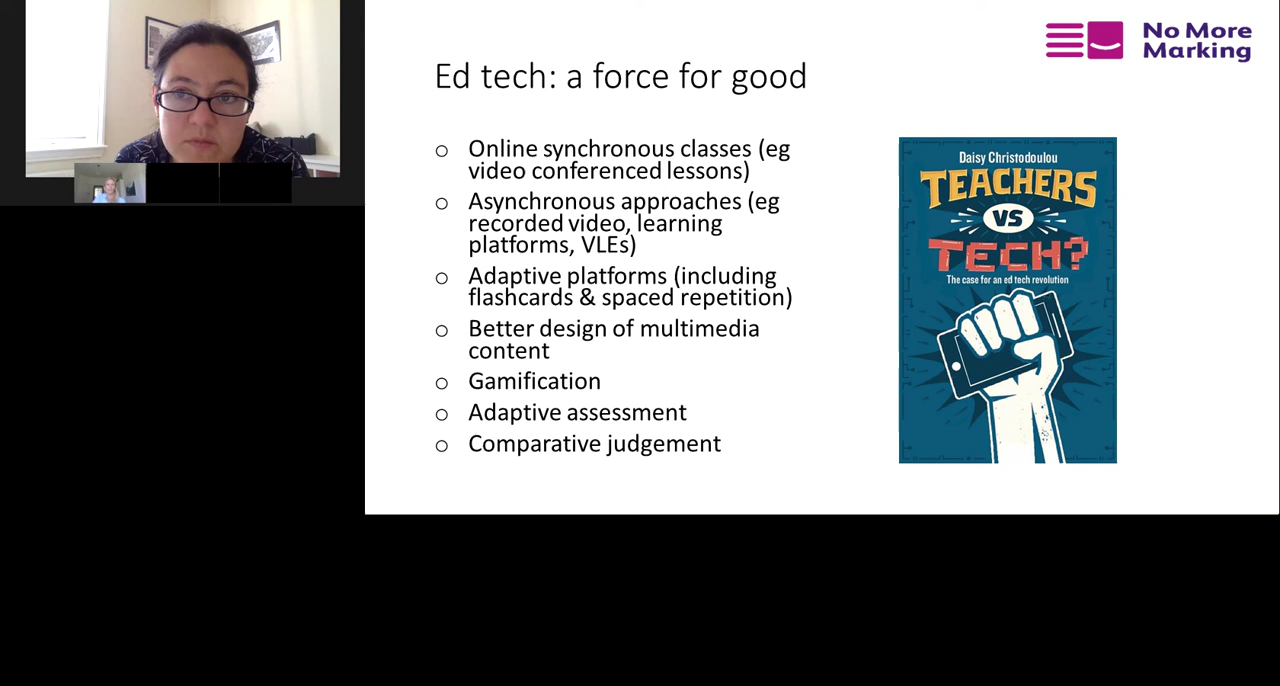 No More
Marking
Ed tech: a force for good
Online synchronous classes (eg
video conferenced lessons)
Asynchronous approaches (eg
recorded video, learning
platforms, VLEs)
Adaptive platforms (including
flashcards & spaced repetition)
Better design of multimedia
content
Gamification
Adaptive assessment
Comparative judgement
Daisy Christodoulou
TEACHERS
VS
TECH?
The case for an ed tech revolution